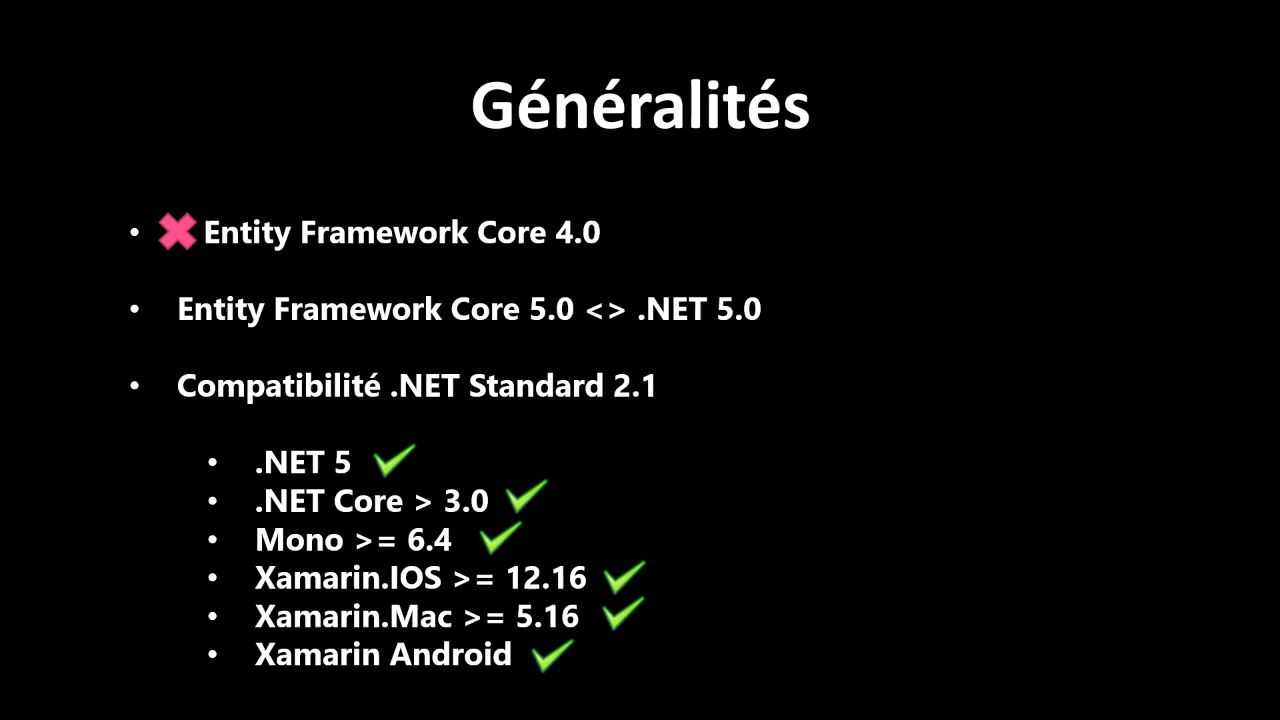 Généralités
• Entity Framework Core 4.0
• Entity Framework Core 5.0 <> .NET 5.0
• Compatibilité .NET Standard 2.1
• .NET 5
• .NET Core > 3.0
• Mono >= 6.4
• Xamarin.IOS >= 12.16
• Xamarin.Mac >= 5.16
• Xamarin Android